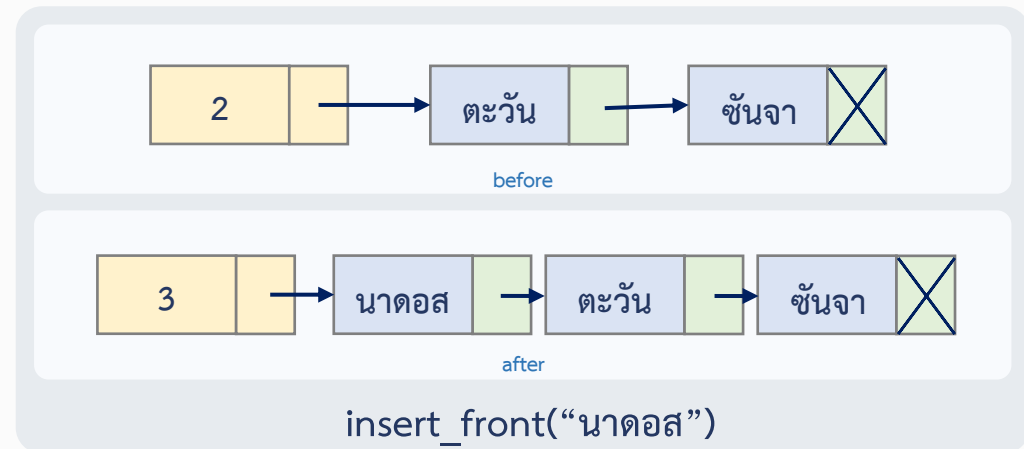 2 ตะวัน ซันจา
before
3 นาดอส ตะวัน ซันจา
after
insert_front(“นาดอส”)